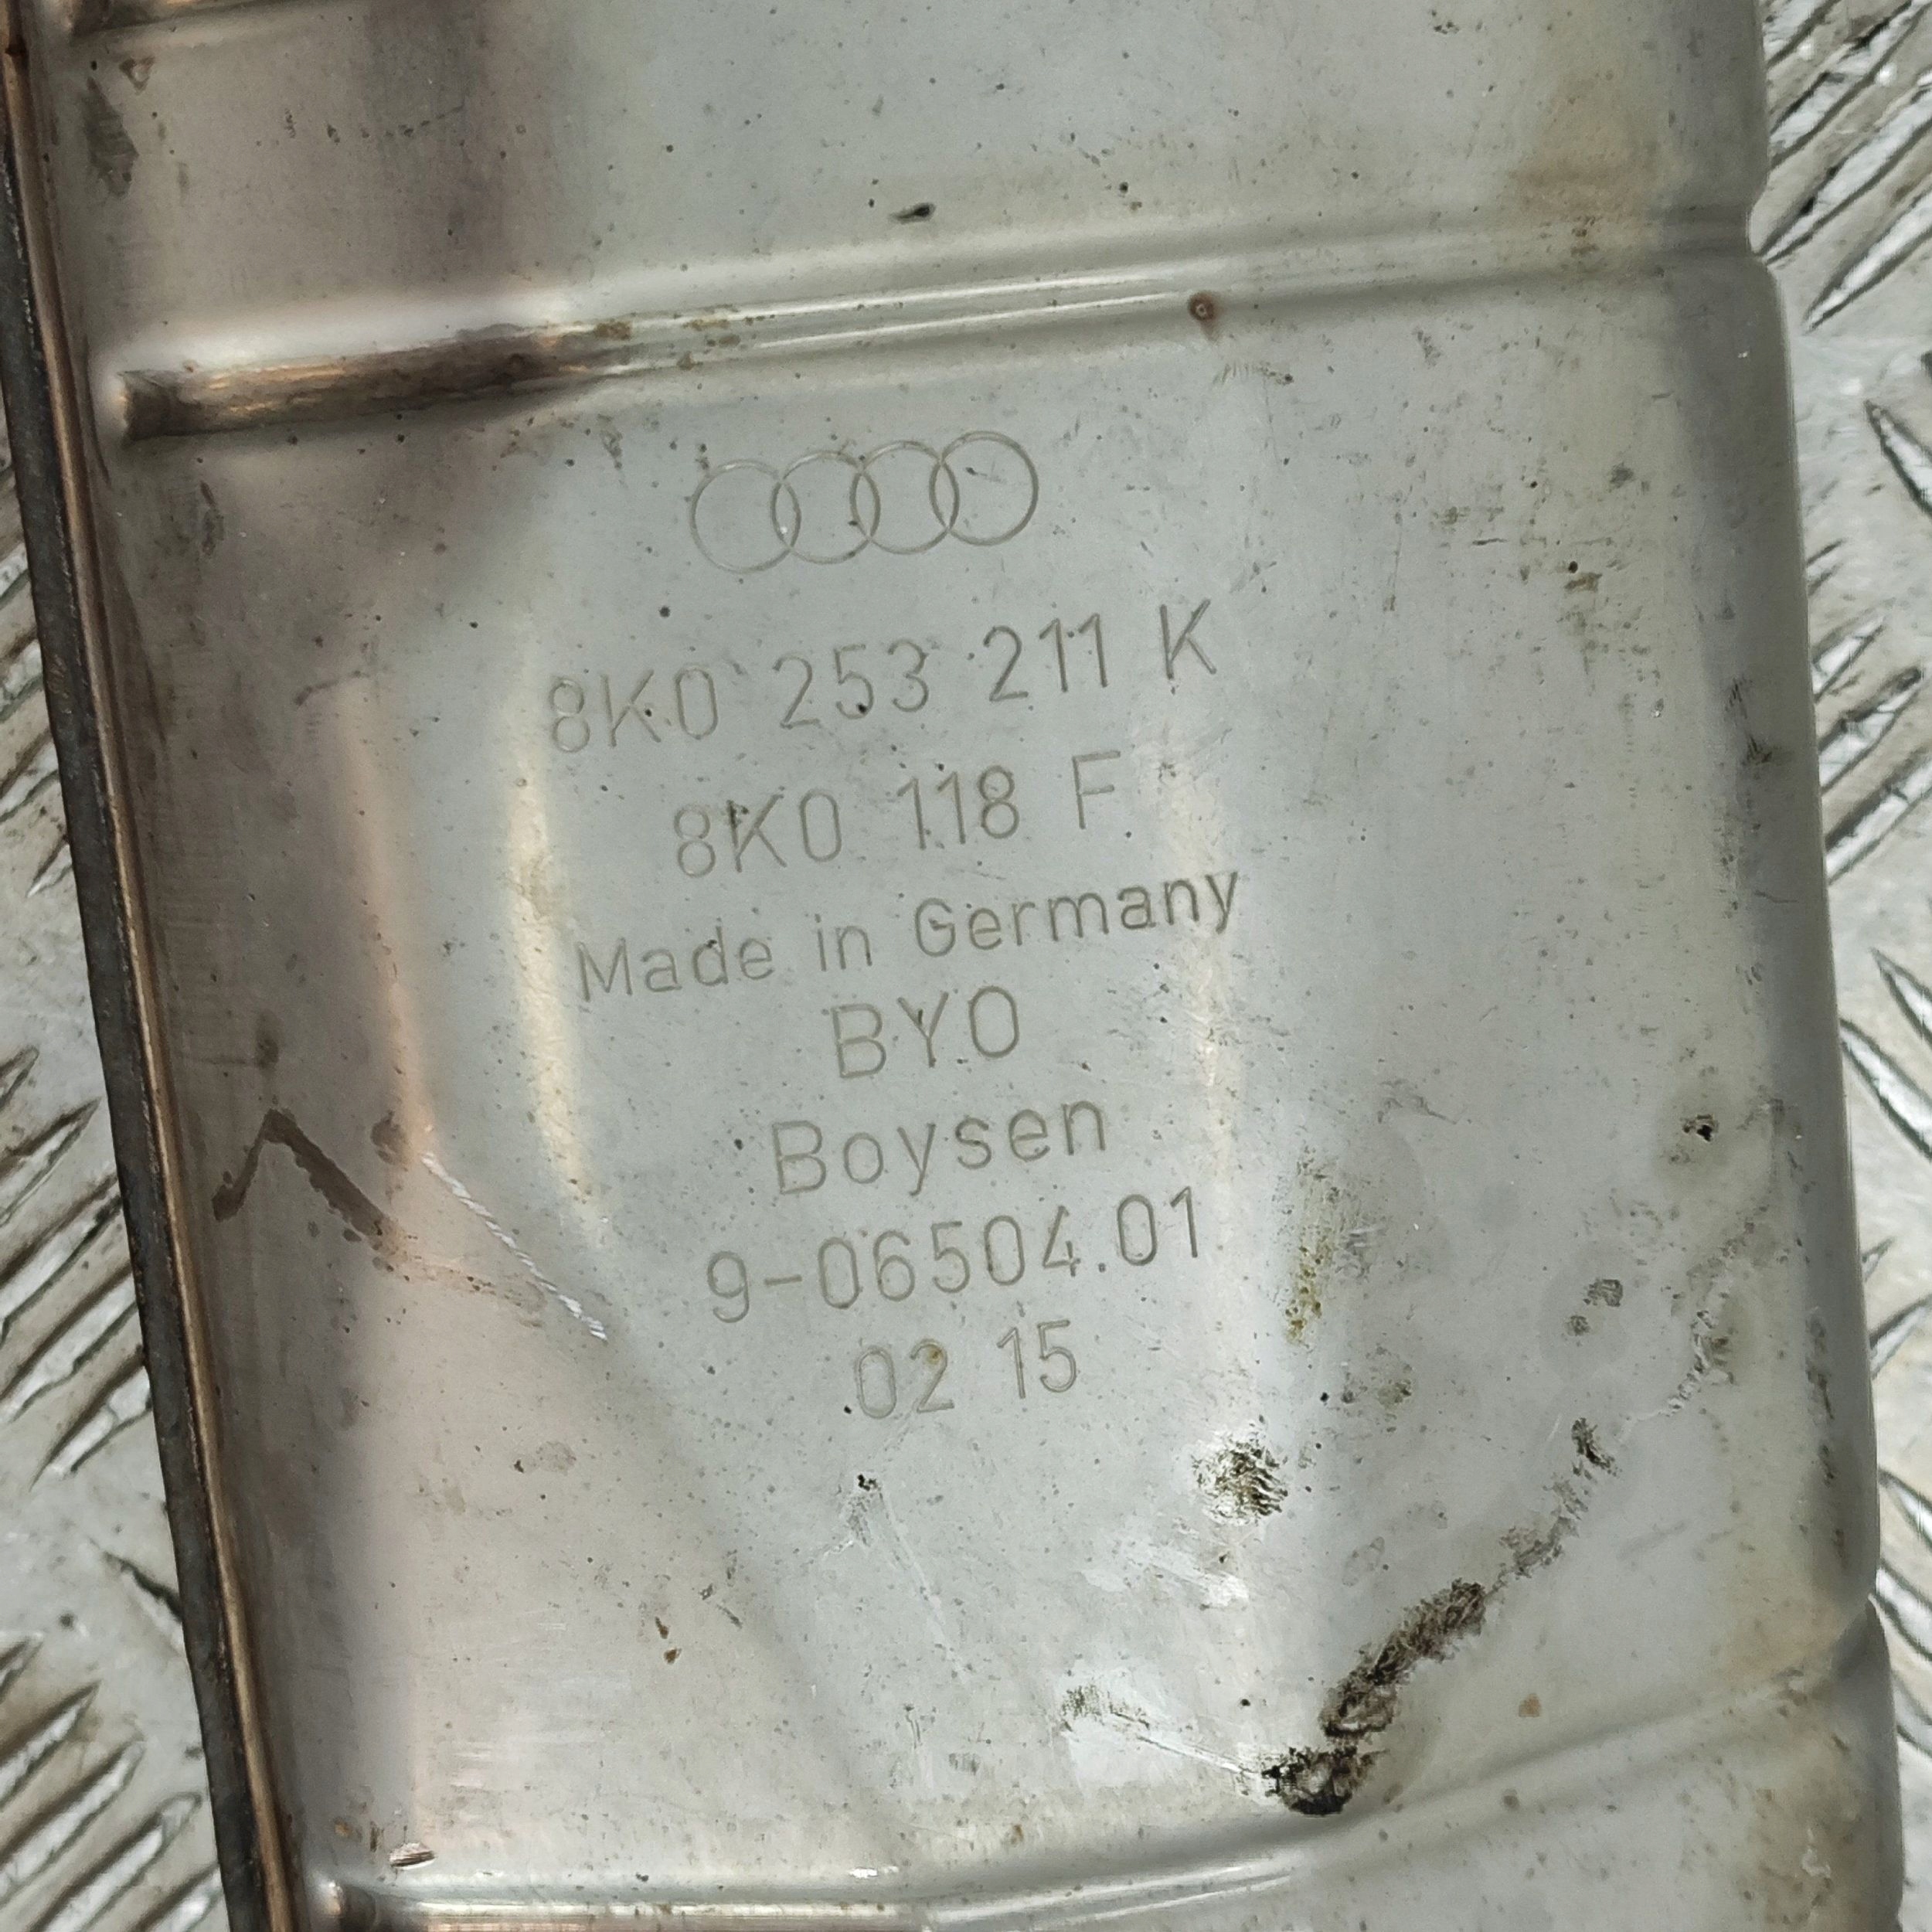 8K0 253 211 K
8K0 118 F
Made in Germany
BYO
Boysen
9-06504.01
02 15